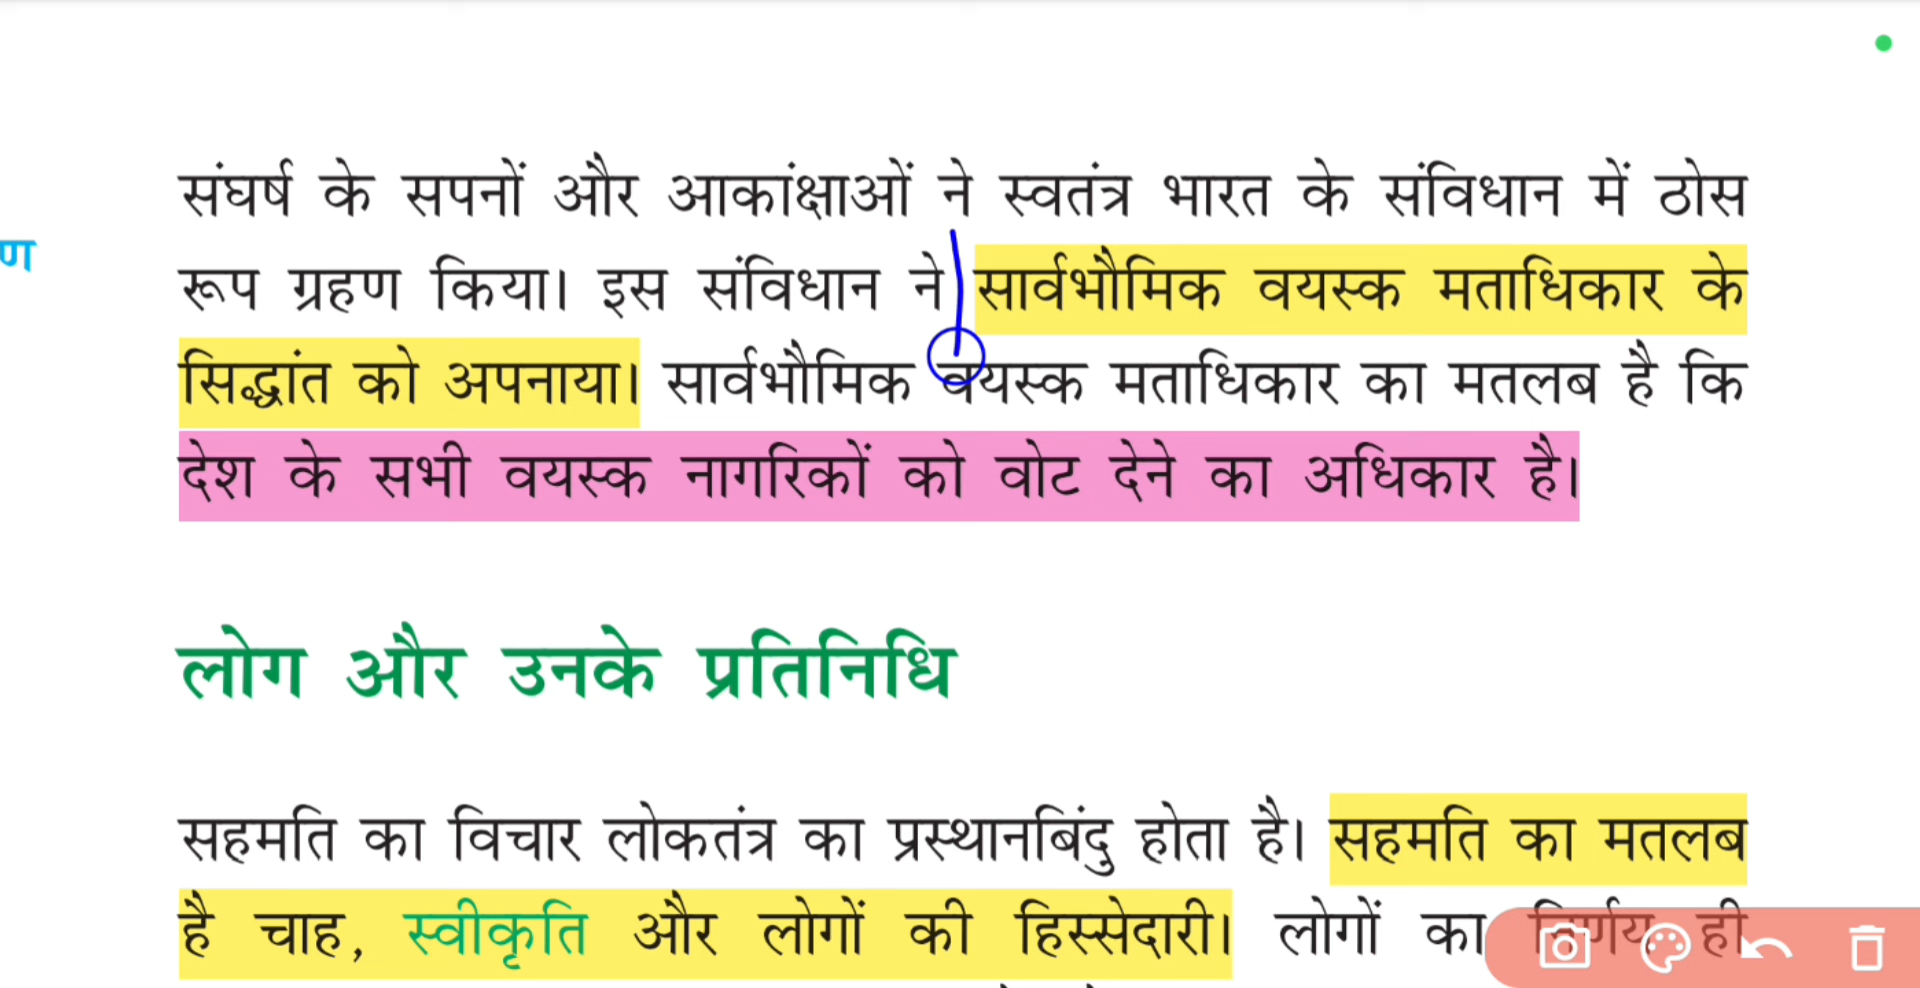 संघर्ष के सपनों और आकांक्षाओं ने स्वतंत्र भारत के संविधान में ठोस
ण
रूप ग्रहण किया। इस संविधान ने सार्वभौमिक वयस्क मताधिकार के
सिद्धांत को अपनाया। सार्वभौमिक वयस्क मताधिकार का मतलब है कि
देश के सभी वयस्क नागरिकों को वोट देने का अधिकार है।
लोग और उनके प्रतिनिधि
सहमति का विचार लोकतंत्र का प्रस्थानबिंदु होता है। सहमति का मतलब
है चाह, स्वीकृति और लोगों की हिस्सेदारी। लोगों का निर्णय ही